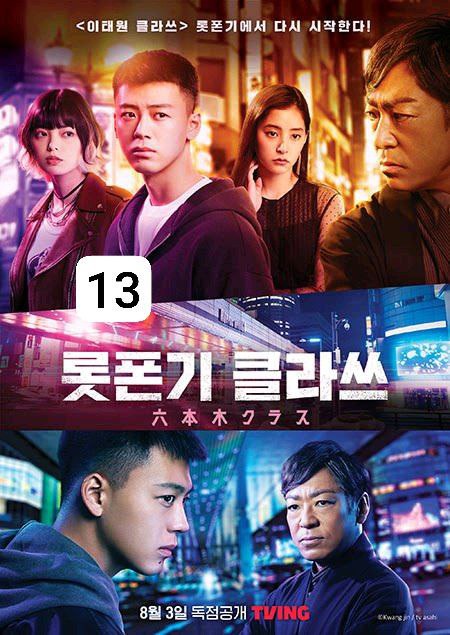 <이태원 클라쓰> 롯폰기에서 다시 시작한다!
13
롯폰기 클라쓰
六本木クラス
8월 3일 독점공개 TVING
©Kwang jin / tv asahi